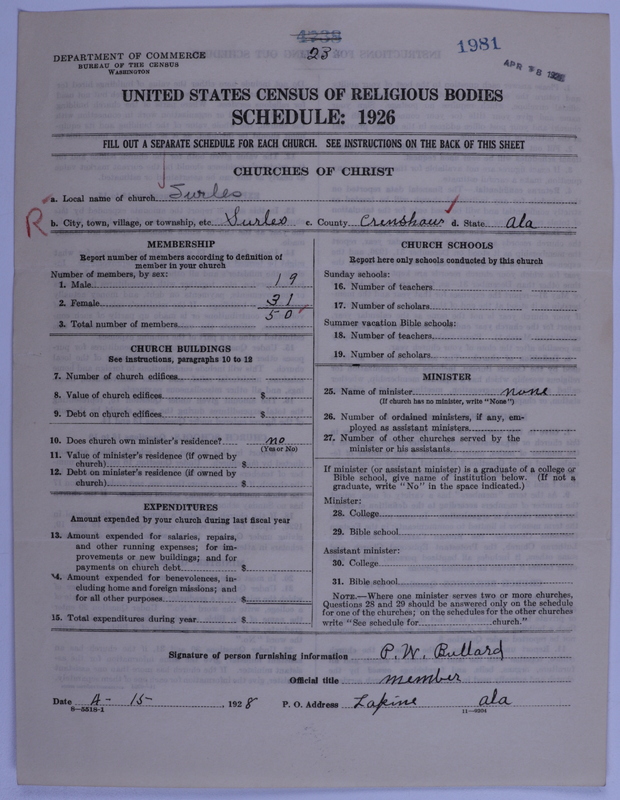 1928
23
1981
DEPARTMENT OF COMMERCE
BUREAU OF THE CENSUS
WASHINGTON
APR 18 1928
UNITED STATES CENSUS OF RELIGIOUS BODIES
SCHEDULE: 1926
FILL OUT A SEPARATE SCHEDULE FOR EACH CHURCH. SEE INSTRUCTIONS ON THE BACK OF THIS SHEET
CHURCHES OF CHRIST
a. Local name of church Surles
R b. City, town, village, or township, etc. Surles c. County Crenshaw d. State Ala
MEMBERSHIP
Report number of members according to definition of
member in your church
Number of members, by sex:
1. Male 19
2. Female 31
3. Total number of members 50
CHURCH BUILDINGS
See instructions, paragraphs 10 to 12
7. Number of church edifices
8. Value of church edifices $
9. Debt on church edifices $
10. Does church own minister's residence? no
(Yes or No)
11. Value of minister's residence (if owned by
church) $
12. Debt on minister's residence (if owned by
church) $
EXPENDITURES
Amount expended by your church during last fiscal year
13. Amount expended for salaries, repairs,
and other running expenses; for im-
provements or new buildings; and for
payments on church debt $
14. Amount expended for benevolences, in-
cluding home and foreign missions; and
for all other purposes $
15. Total expenditures during year $
CHURCH SCHOOLS
Report here only schools conducted by this church
Sunday schools:
16. Number of teachers
17. Number of scholars
Summer vacation Bible schools:
18. Number of teachers
19. Number of scholars
MINISTER
25. Name of minister none
(If church has no minister, write "None")
26. Number of ordained ministers, if any, em-
ployed as assistant ministers
27. Number of other churches served by the
minister or his assistants
If minister (or assistant minister) is a graduate of a college or
Bible school, give name of institution below. (If not a
graduate, write "No" in the space indicated.)
Minister:
28. College
29. Bible school
Assistant minister:
30. College
31. Bible school
NOTE.—Where one minister serves two or more churches,
Questions 28 and 29 should be answered only on the schedule
for one of the churches; on the schedules for the other churches
write "See schedule for church."
Signature of person furnishing information P. W. Bullard
Official title member
Date A- 15- , 1928 P. O. Address Lapine ala
8-5518-1 11-9204